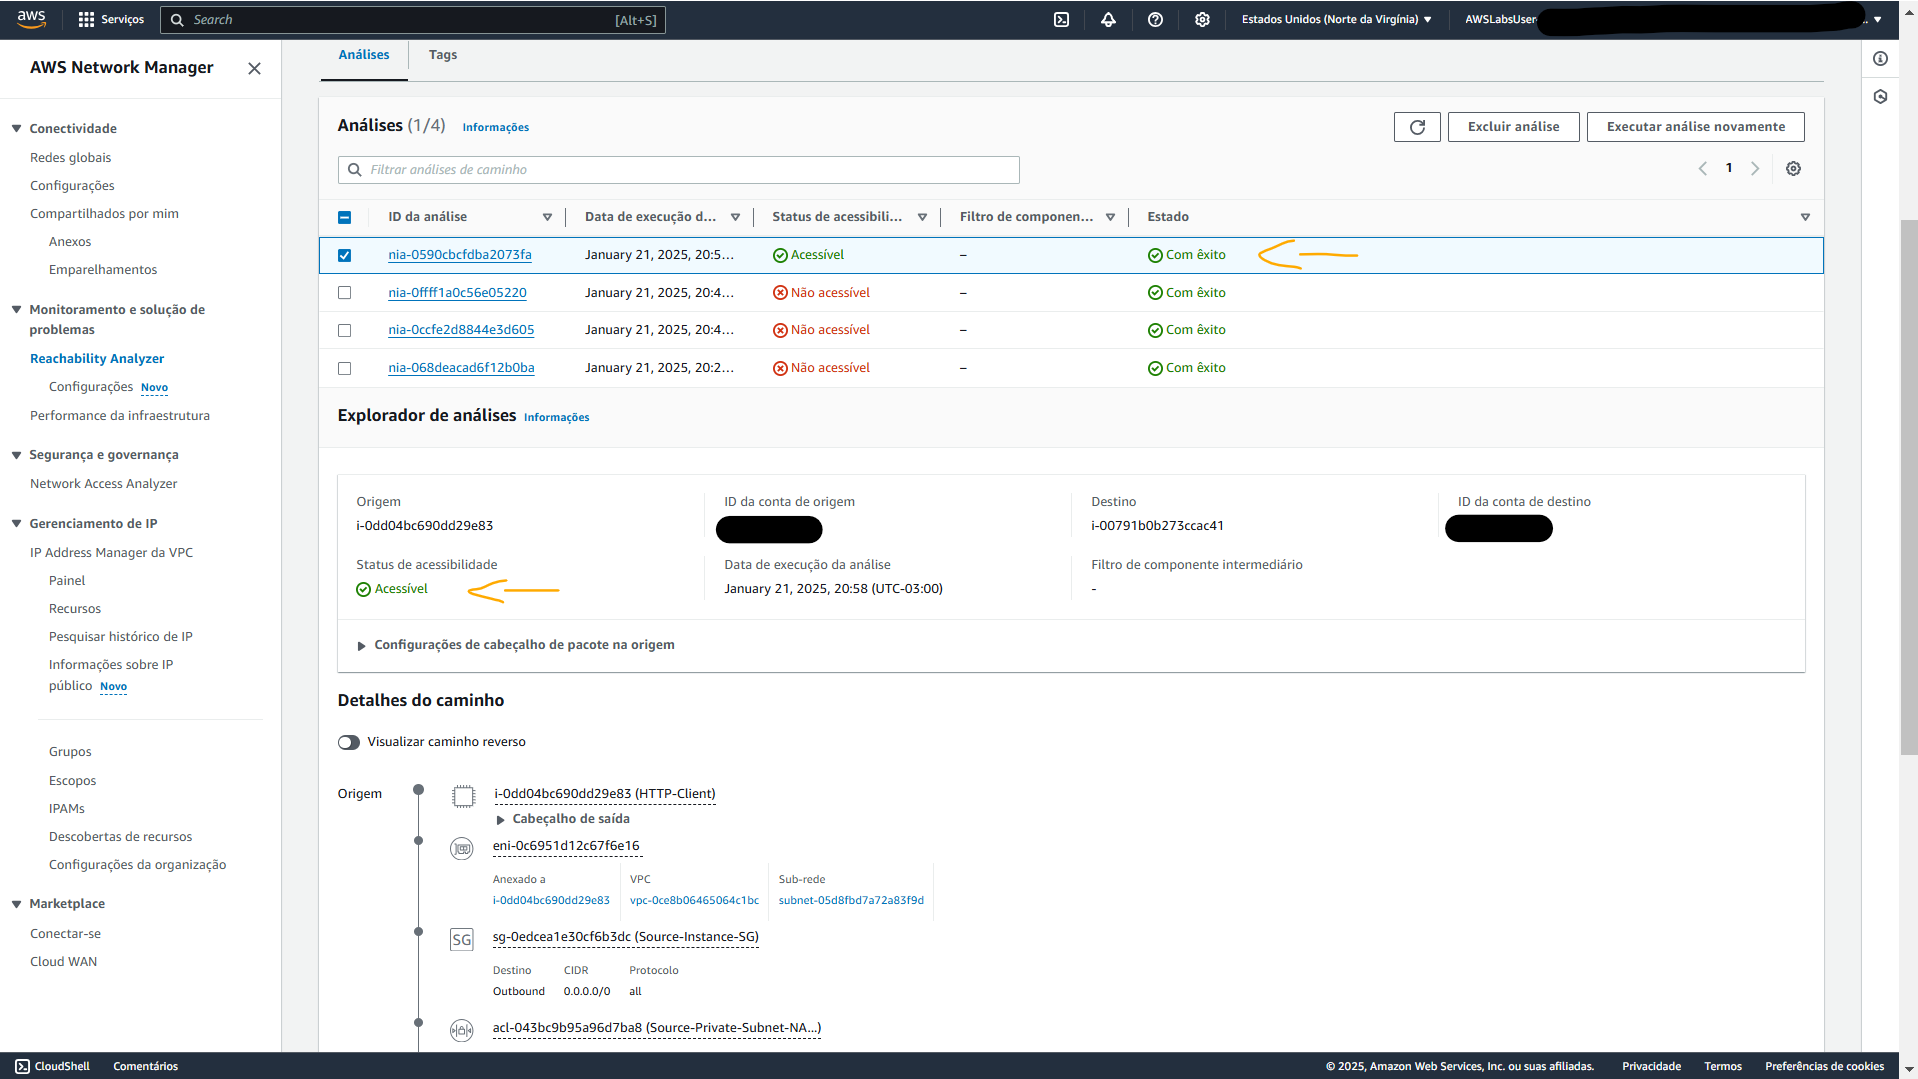 aws
Serviços
Search
[Alt+S]
Estados Unidos (Norte da Virgínia)
AWSLabsUser-
AWS Network Manager
Conectividade
Redes globais
Configurações
Compartilhados por mim
Anexos
Emparelhamentos
Monitoramento e solução de
problemas
Reachability Analyzer
Configurações Novo
Performance da infraestrutura
Segurança e governança
Network Access Analyzer
Gerenciamento de IP
IP Address Manager da VPC
Painel
Recursos
Pesquisar histórico de IP
Informações sobre IP
público Novo
Grupos
Escopos
IPAMs
Descobertas de recursos
Configurações da organização
Marketplace
Conectar-se
Cloud WAN
Análises Tags
Análises (1/4) Informações
Excluir análise Executar análise novamente
Filtrar análises de caminho
1
ID da análise Data de execução d... Status de acessibili... Filtro de componen... Estado
nia-0590cbcfdba2073fa January 21, 2025, 20:5... Acessível – Com êxito
nia-0ffff1a0c56e05220 January 21, 2025, 20:4... Não acessível – Com êxito
nia-0ccfe2d8844e3d605 January 21, 2025, 20:4... Não acessível – Com êxito
nia-068deacad6f12b0ba January 21, 2025, 20:2... Não acessível – Com êxito
Explorador de análises Informações
Origem ID da conta de origem Destino ID da conta de destino
i-0dd04bc690dd29e83 i-00791b0b273ccac41
Status de acessibilidade Data de execução da análise Filtro de componente intermediário
Acessível January 21, 2025, 20:58 (UTC-03:00) -
Configurações de cabeçalho de pacote na origem
Detalhes do caminho
Visualizar caminho reverso
Origem i-0dd04bc690dd29e83 (HTTP-Client)
Cabeçalho de saída
eni-0c6951d12c67f6e16
Anexado a VPC Sub-rede
i-0dd04bc690dd29e83 vpc-0ce8b06465064c1bc subnet-05d8fbd7a72a83f9d
SG sg-0edcea1e30cf6b3dc (Source-Instance-SG)
Destino CIDR Protocolo
Outbound 0.0.0.0/0 all
acl-043bc9b95a96d7ba8 (Source-Private-Subnet-NA...)
CloudShell Comentários © 2025, Amazon Web Services, Inc. ou suas afiliadas. Privacidade Termos Preferências de cookies